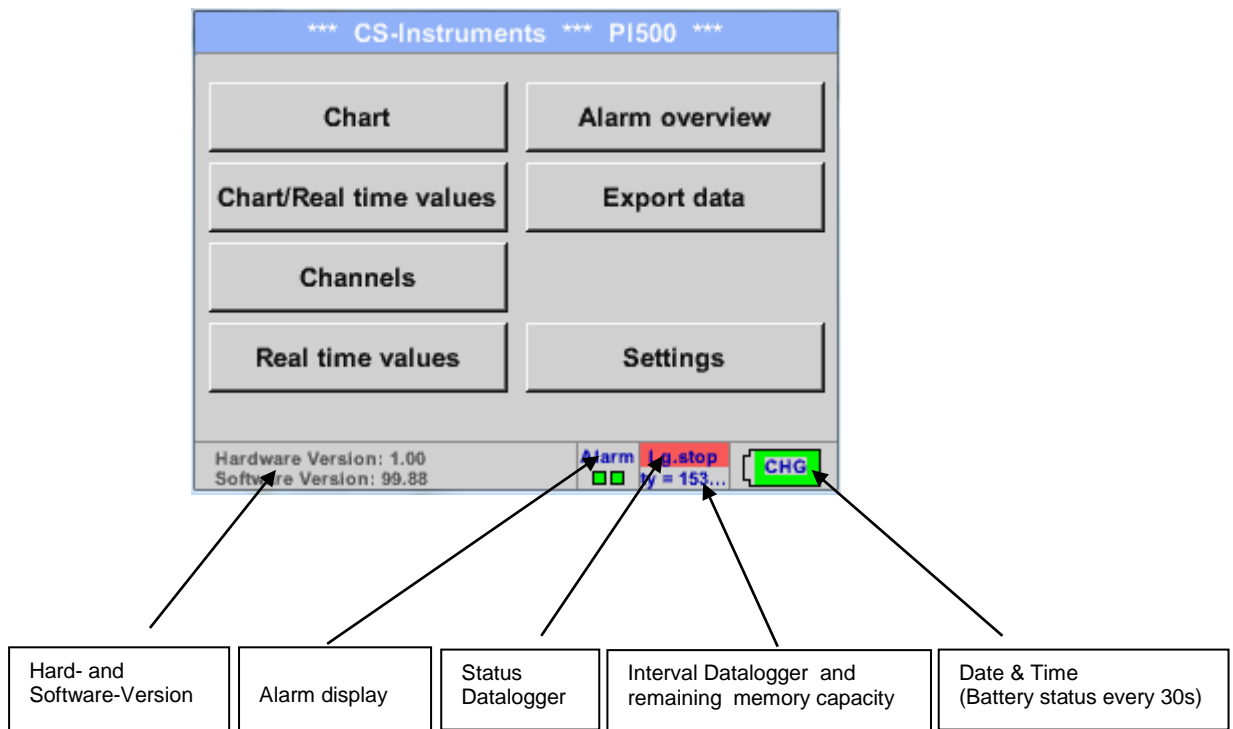 *** CS-Instruments *** PI500 ***
Chart
Alarm overview
Chart/Real time values
Export data
Channels
Real time values
Settings
Hardware Version: 1.00
Software Version: 99.88
Alarm
Lg.stop
ty = 153...
CHG
Hard- and
Software-Version
Alarm display
Status
Datalogger
Interval Datalogger and
remaining memory capacity
Date & Time
(Battery status every 30s)